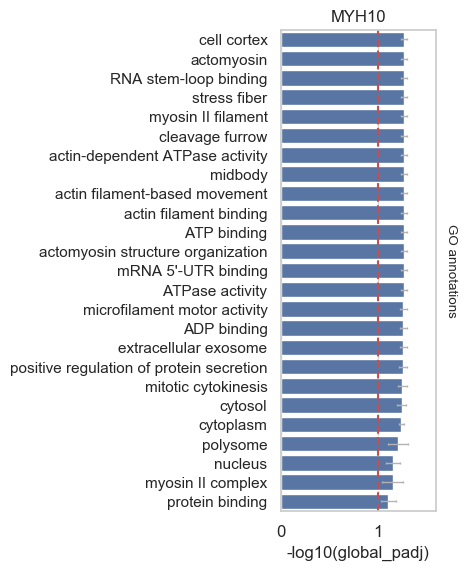 MYH10
cell cortex
actomyosin
RNA stem-loop binding
stress fiber
myosin II filament
cleavage furrow
actin-dependent ATPase activity
midbody
actin filament-based movement
actin filament binding
ATP binding
actomyosin structure organization
mRNA 5'-UTR binding
ATPase activity
microfilament motor activity
ADP binding
extracellular exosome
positive regulation of protein secretion
mitotic cytokinesis
cytosol
cytoplasm
polysome
nucleus
myosin II complex
protein binding
GO annotations
0 1
-log10(global_padj)